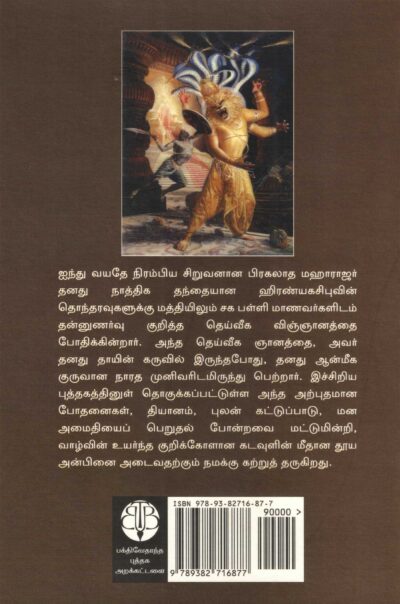 ஐந்து வயதே நிரம்பிய சிறுவனான பிரகலாத மஹாராஜர்
தனது நாத்திக தந்தையான ஹிரண்யகசிபுவின்
தொந்தரவுகளுக்கு மத்தியிலும் சக பள்ளி மாணவர்களிடம்
தன்னுணர்வு குறித்த தெய்வீக விஞ்ஞானத்தை
போதிக்கின்றார். அந்த தெய்வீக ஞானத்தை, அவர்
தனது தாயின் கருவில் இருந்தபோது, தனது ஆன்மீக
குருவான நாரத முனிவரிடமிருந்து பெற்றார். இச்சிறிய
புத்தகத்தினுள் தொகுக்கப்பட்டுள்ள அந்த அற்புதமான
போதனைகள், தியானம், புலன் கட்டுப்பாடு, மன
அமைதியைப் பெறுதல் போன்றவை மட்டுமின்றி,
வாழ்வின் உயர்ந்த குறிக்கோளான கடவுளின் மீதான தூய
அன்பினை அடைவதற்கும் நமக்கு கற்றுத் தருகிறது.
BBT
பக்திவேதாந்த
புத்தக
அறக்கட்டளை
ISBN 978-93-82716-87-7
90000 >
9 789382 716877